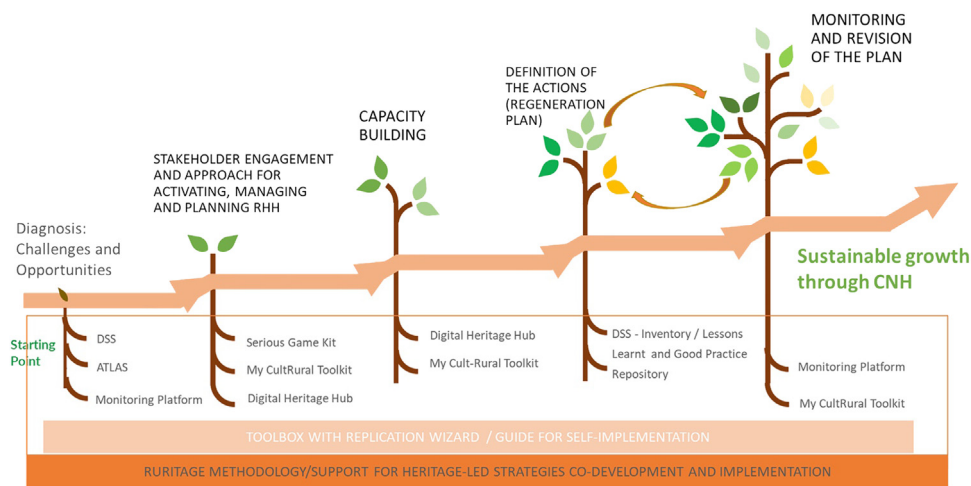 MONITORING
AND REVISION
OF THE PLAN
DEFINITION OF
THE ACTIONS
(REGENERATION
PLAN)
CAPACITY
BUILDING
STAKEHOLDER ENGAGEMENT
AND APPROACH FOR
ACTIVATING, MANAGING
AND PLANNING RHH
Diagnosis:
Challenges and
Opportunities
Sustainable growth
through CNH
Starting
Point
DSS
ATLAS
Monitoring Platform
Serious Game Kit
My CultRural Toolkit
Digital Heritage Hub
Digital Heritage Hub
My Cult-Rural Toolkit
DSS - Inventory / Lessons
Learnt and Good Practice
Repository
Monitoring Platform
My CultRural Toolkit
TOOLBOX WITH REPLICATION WIZARD / GUIDE FOR SELF-IMPLEMENTATION
RURITAGE METHODOLOGY/SUPPORT FOR HERITAGE-LED STRATEGIES CO-DEVELOPMENT AND IMPLEMENTATION